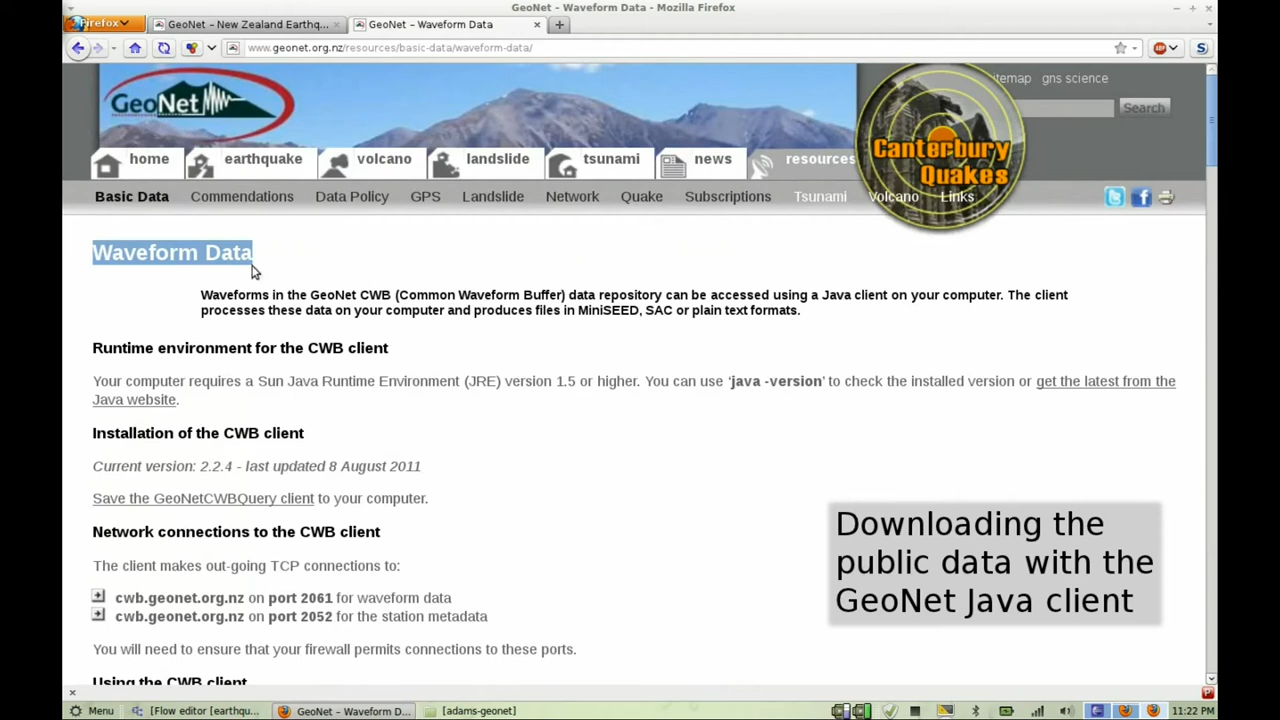 GeoNet - Waveform Data - Mozilla Firefox
Firefox
GeoNet – New Zealand Earthq...
GeoNet – Waveform Data
www.geonet.org.nz/resources/basic-data/waveform-data/
GeoNet
itemap gns science
Search
Canterbury
Quakes
home earthquake volcano landslide tsunami news resources
Basic Data Commendations Data Policy GPS Landslide Network Quake Subscriptions Tsunami Volcano Links
Waveform Data
Waveforms in the GeoNet CWB (Common Waveform Buffer) data repository can be accessed using a Java client on your computer. The client
processes these data on your computer and produces files in MiniSEED, SAC or plain text formats.
Runtime environment for the CWB client
Your computer requires a Sun Java Runtime Environment (JRE) version 1.5 or higher. You can use ‘java -version’ to check the installed version or get the latest from the
Java website.
Installation of the CWB client
Current version: 2.2.4 - last updated 8 August 2011
Save the GeoNetCWBQuery client to your computer.
Network connections to the CWB client
The client makes out-going TCP connections to:
cwb.geonet.org.nz on port 2061 for waveform data
cwb.geonet.org.nz on port 2052 for the station metadata
You will need to ensure that your firewall permits connections to these ports.
Using the CWB client
Downloading the
public data with the
GeoNet Java client
Menu
[Flow editor [earthqu...
GeoNet – Waveform D...
[adams-geonet]
11:22 PM